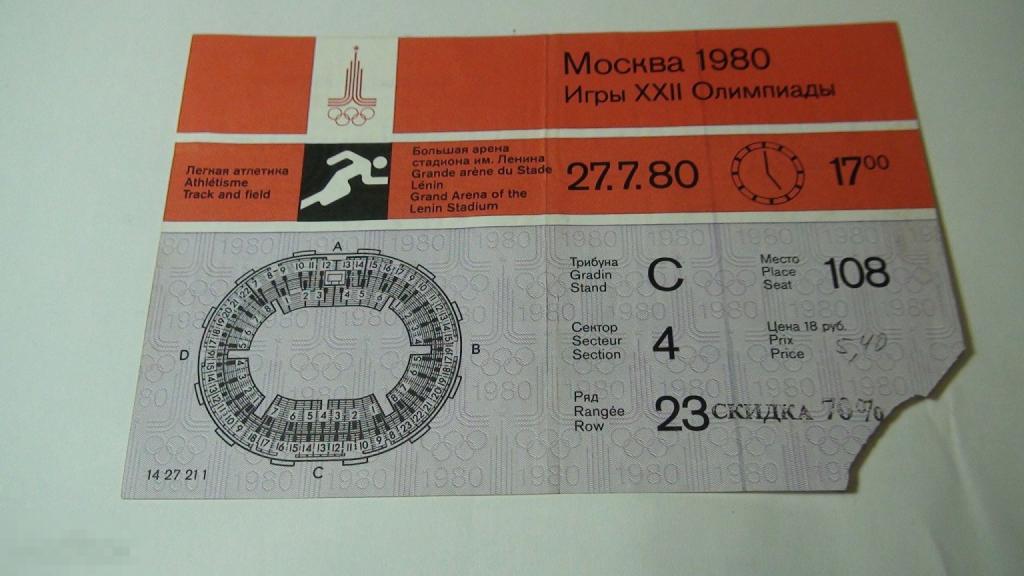 Москва 1980
Игры XXII Олимпиады
Легкая атлетика
Athlétisme
Track and field
Большая арена
стадиона им. Ленина
Grande arène du Stade
Lénin
Grand Arena of the
Lenin Stadium
27.7.80
17⁰⁰
A
B
C
D
14 27 21 1
Трибуна
Gradin
Stand
C
Место
Place
Seat
108
Сектор
Secteur
Section
4
Цена 18 руб.
Prix
Price
5,40
Ряд
Rangée
Row
23
СКИДКА 70%